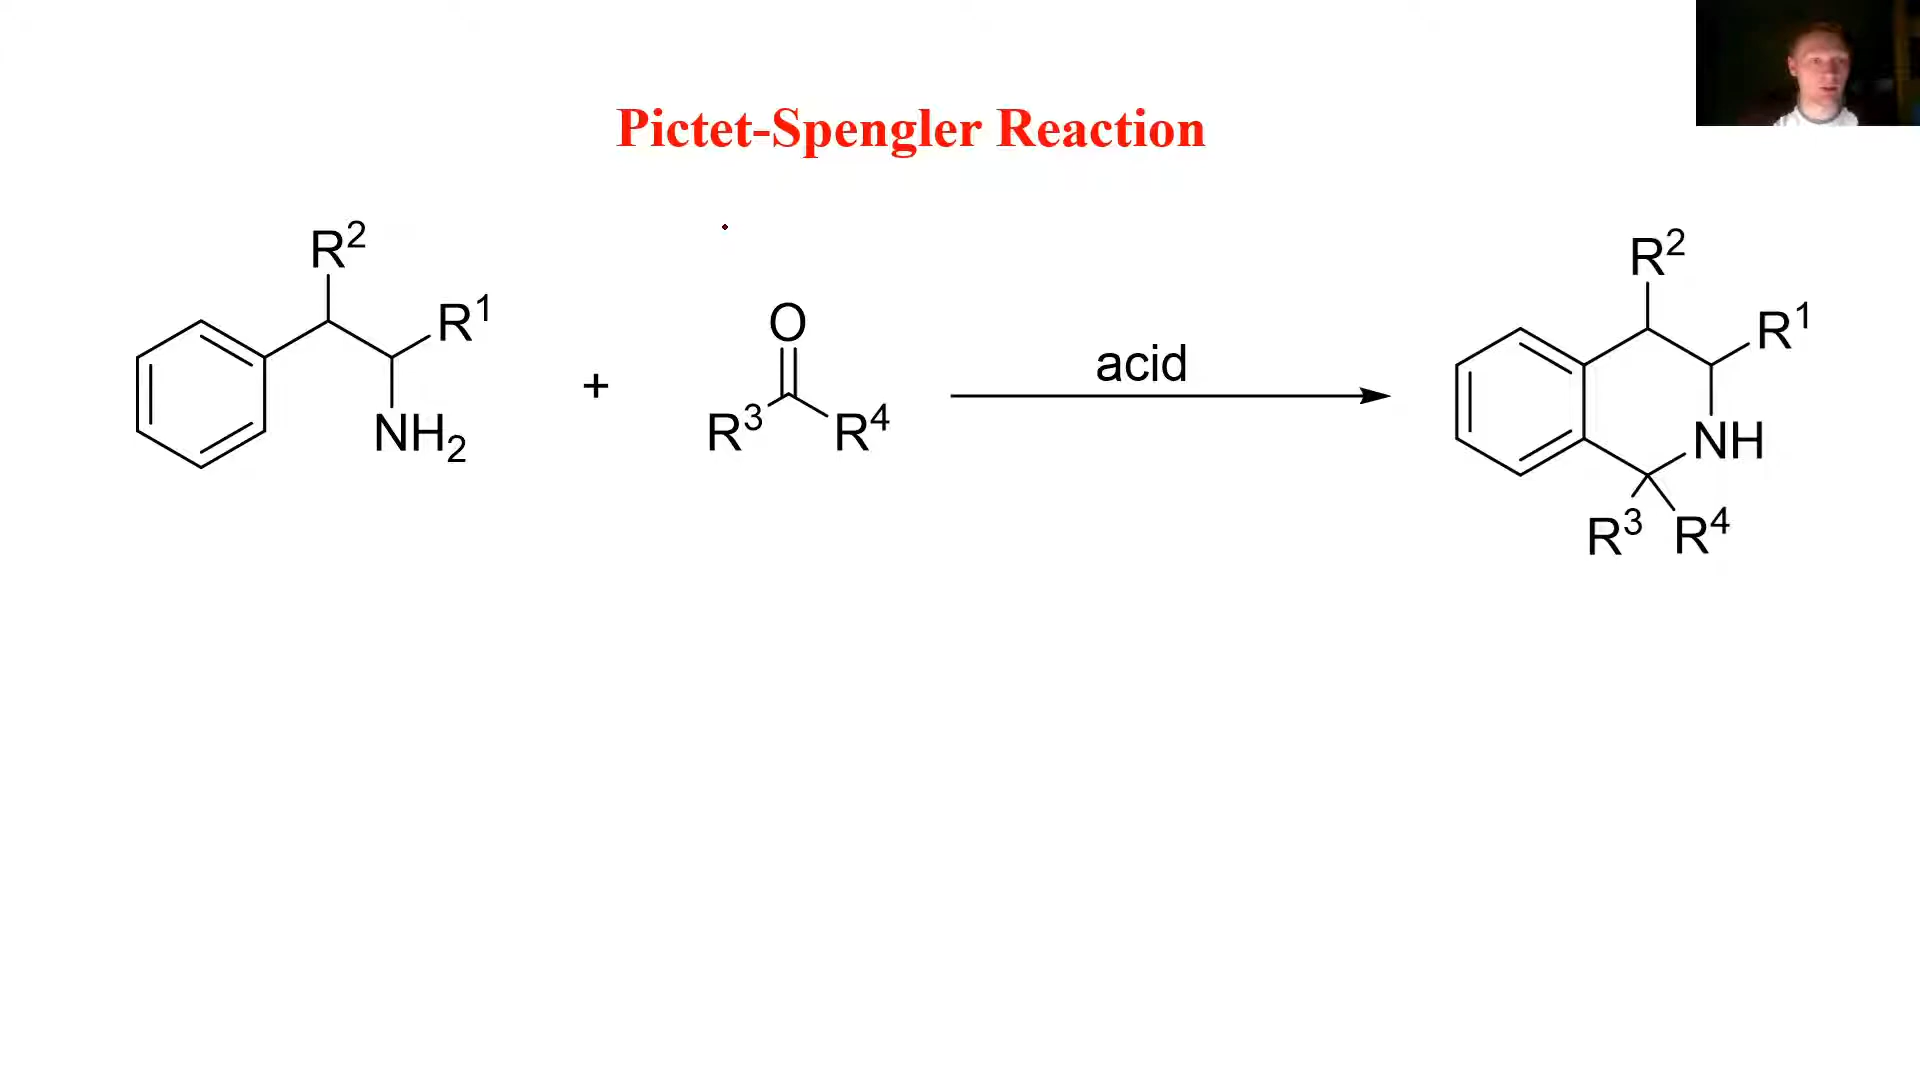 Pictet-Spengler Reaction
R² R¹ NH₂ + O R³ R⁴ acid R² R¹ NH R³ R⁴